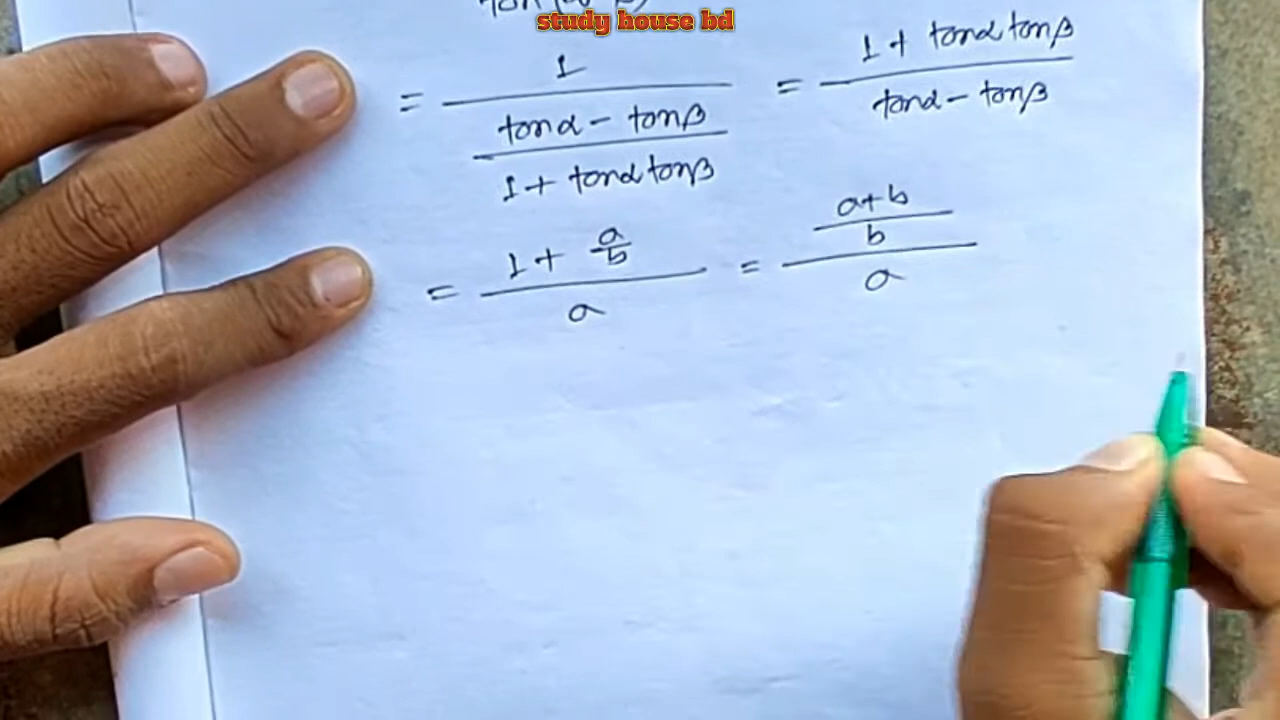 study house bd
= 1 / ((tanα - tanβ) / (1 + tanα tanβ)) = (1 + tanα tanβ) / (tanα - tanβ)
= (1 + a/b) / a = ((a+b)/b) / a